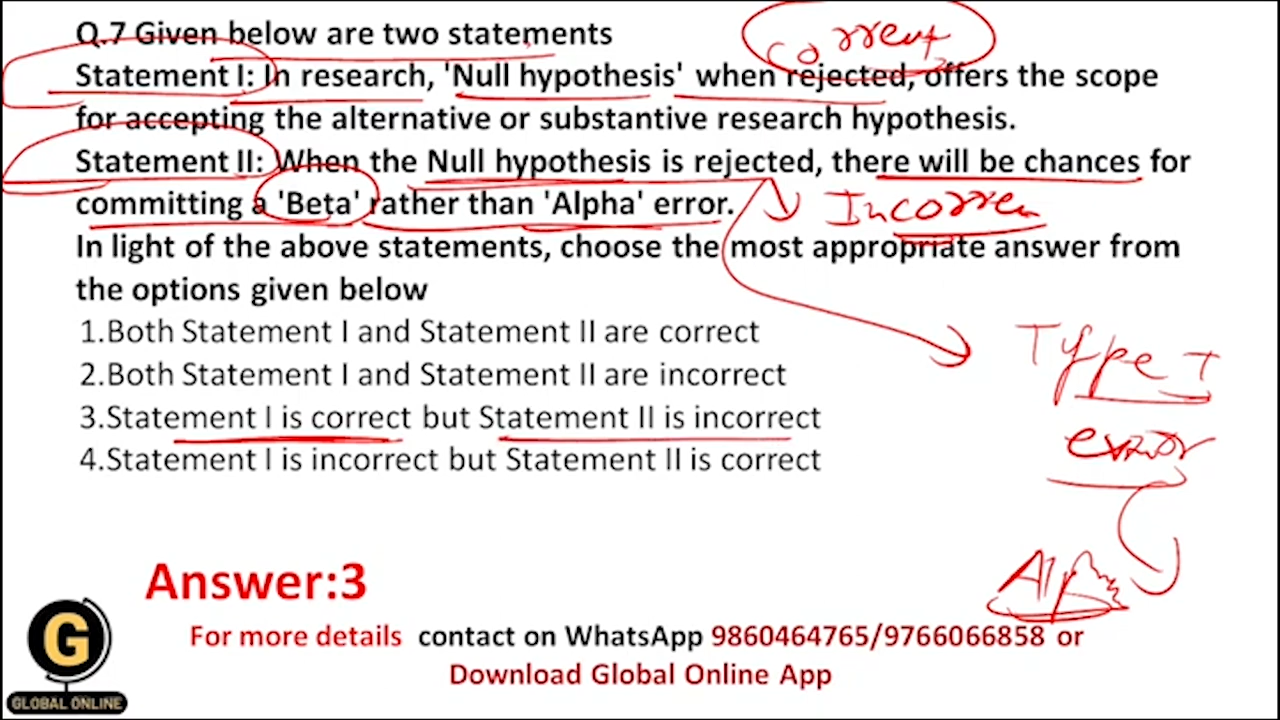 Q.7 Given below are two statements
Correct
Statement I: In research, 'Null hypothesis' when rejected, offers the scope
for accepting the alternative or substantive research hypothesis.
Statement II: When the Null hypothesis is rejected, there will be chances for
committing a 'Beta' rather than 'Alpha' error.
Incorrec
In light of the above statements, choose the most appropriate answer from
the options given below
1.Both Statement I and Statement II are correct
2.Both Statement I and Statement II are incorrect
3.Statement I is correct but Statement II is incorrect
4.Statement I is incorrect but Statement II is correct
Type I
error
Answer:3
For more details contact on WhatsApp 9860464765/9766066858 or
Download Global Online App
G
GLOBAL ONLINE